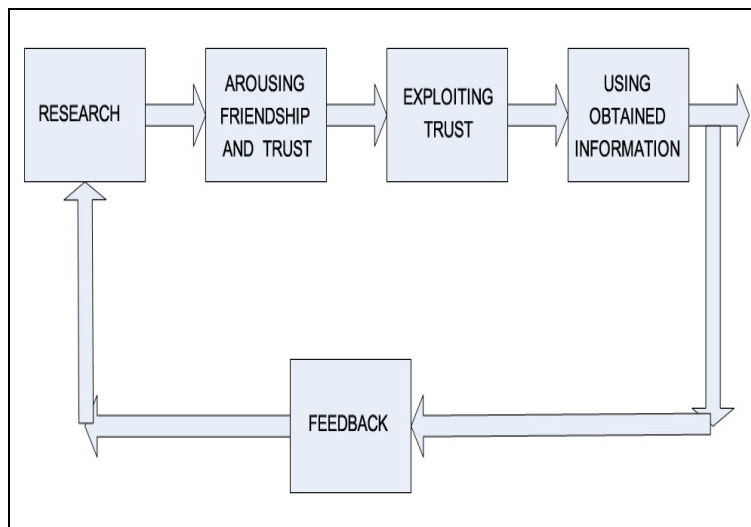 RESEARCH
AROUSING
FRIENDSHIP
AND TRUST
EXPLOITING
TRUST
USING
OBTAINED
INFORMATION
FEEDBACK